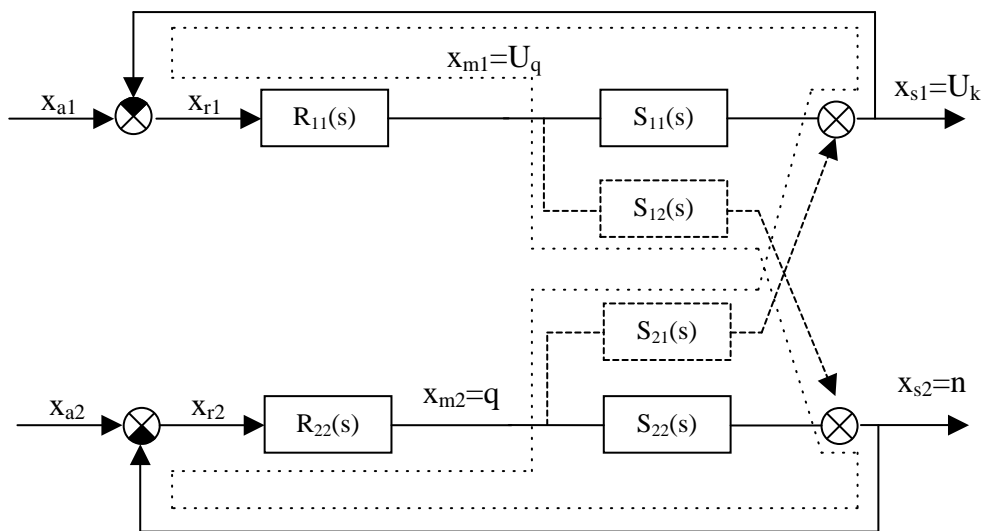 x_m1=U_q
x_s1=U_k
x_a1
x_r1
R_11(s)
S_11(s)
S_12(s)
S_21(s)
x_m2=q
x_s2=n
x_a2
x_r2
R_22(s)
S_22(s)